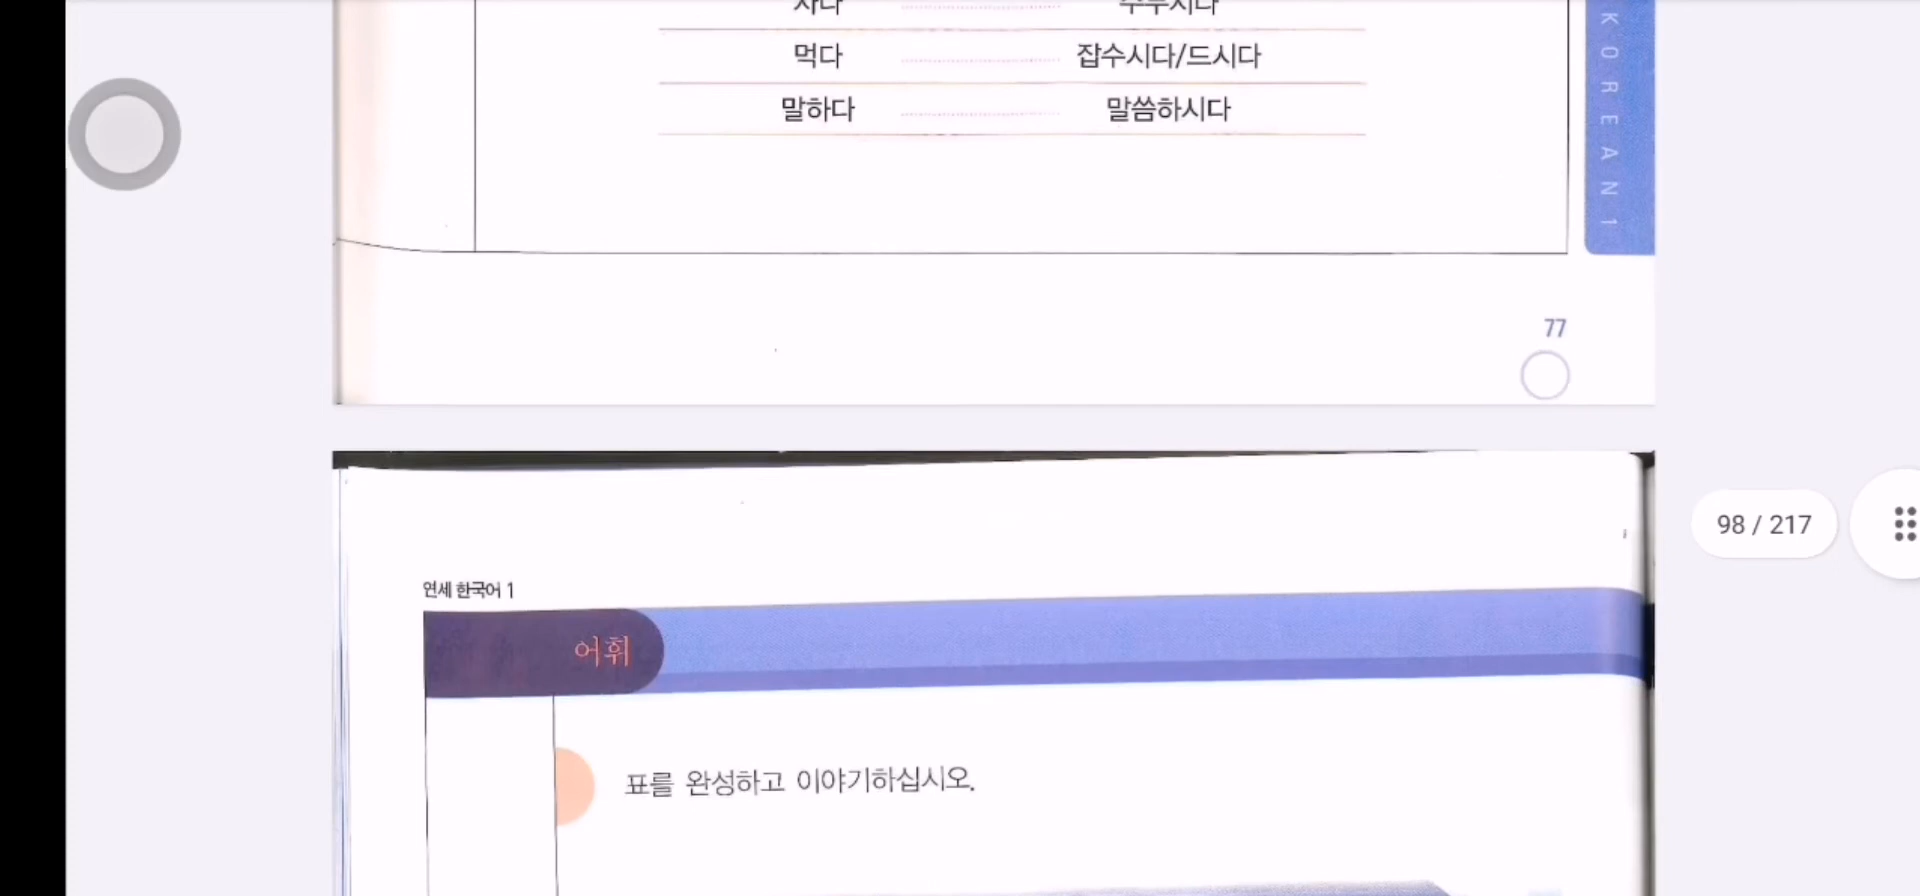 먹다 잡수시다/드시다
말하다 말씀하시다
KOREAN 1
77
98 / 217
연세 한국어 1
어휘
표를 완성하고 이야기하십시오.